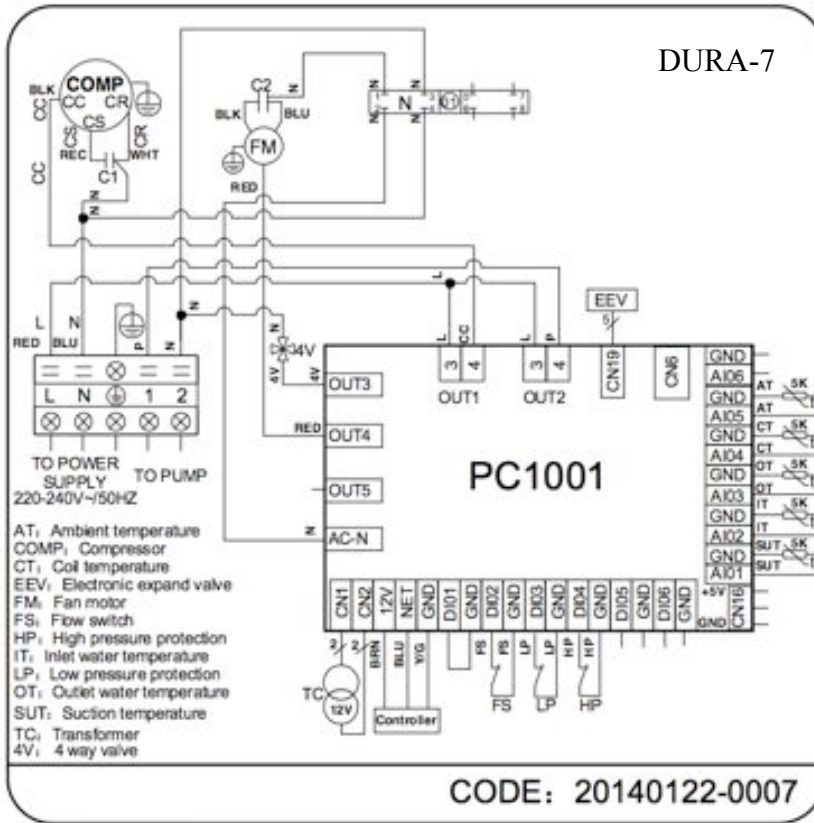 DURA-7
COMP
BLK
CC
CR
CS
CC
CS
CR
REC
WHT
C1
CC
N
N
C2
N
BLK
BLU
FM
RED
N
N
N
N
N
N
L
N
P
N
RED
BLU
L
N
1
2
TO POWER
SUPPLY
220-240V~/50HZ
TO PUMP
N
4V
4V
4V
RED
N
L
L
CC
L
P
3
4
3
4
OUT1
OUT2
EEV
5
CN19
CN6
OUT3
OUT4
OUT5
AC-N
PC1001
GND
AI06
GND
AI05
GND
AI04
GND
AI03
GND
AI02
GND
AI01
AT
5K
AT
CT
5K
CT
OT
5K
OT
IT
5K
IT
SUT
5K
SUT
+5V
GND
CN16
CN1
CN2
12V
NET
GND
DI01
GND
DI02
GND
DI03
GND
DI04
GND
DI05
GND
DI06
GND
2
2
BRN
BLU
Y/G
FS
FS
LP
LP
HP
HP
TC
12V
Controller
FS
LP
HP
AT: Ambient temperature
COMP: Compressor
CT: Coil temperature
EEV: Electronic expand valve
FM: Fan motor
FS: Flow switch
HP: High pressure protection
IT: Inlet water temperature
LP: Low pressure protection
OT: Outlet water temperature
SUT: Suction temperature
TC: Transformer
4V: 4 way valve
CODE: 20140122-0007